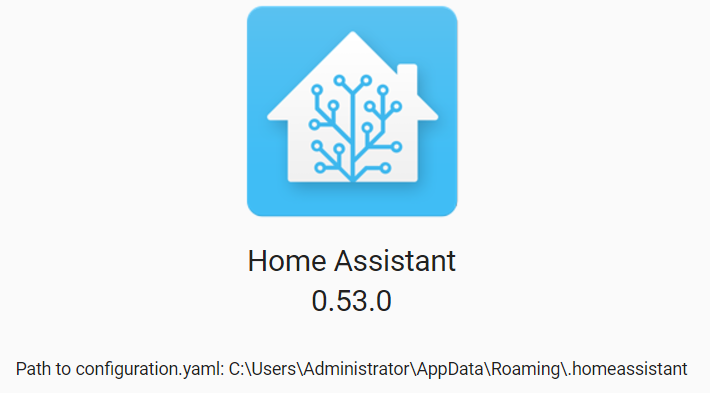 Home Assistant
0.53.0
Path to configuration.yaml: C:\Users\Administrator\AppData\Roaming\.homeassistant